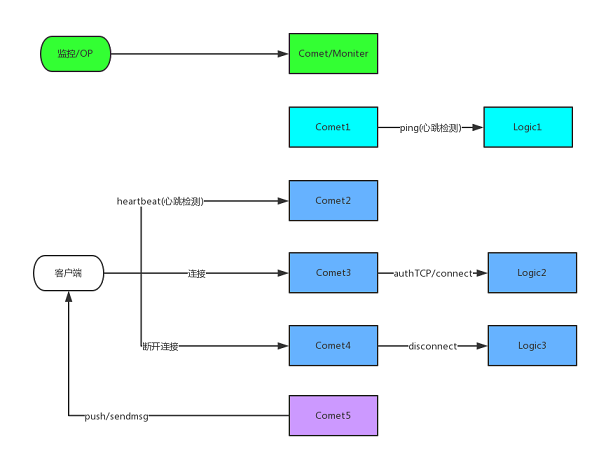 监控/OP
Comet/Moniter
Comet1
ping(心跳检测)
Logic1
heartbeat(心跳检测)
Comet2
客户端
连接
Comet3
authTCP/connect
Logic2
断开连接
Comet4
disconnect
Logic3
push/sendmsg
Comet5